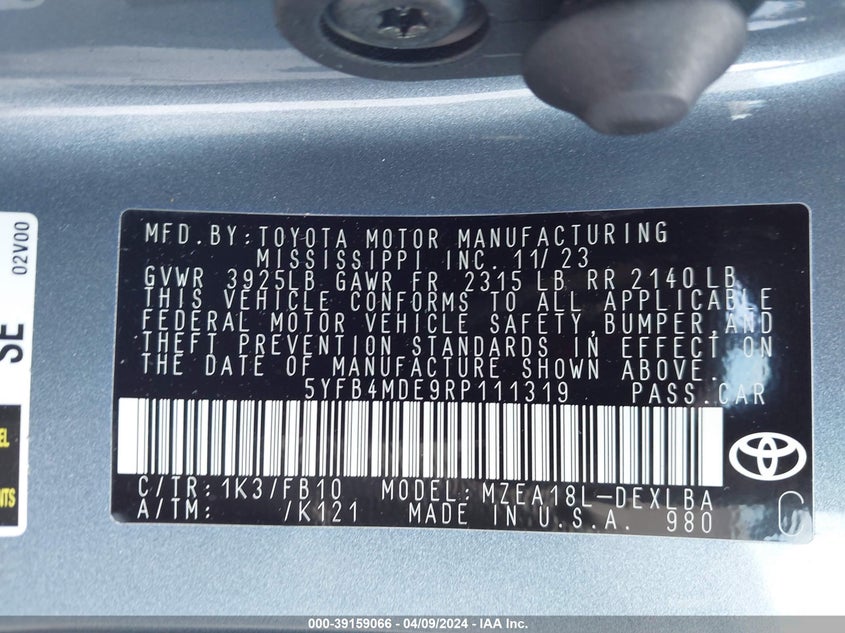 MFD.BY:TOYOTA MOTOR MANUFACTURING
MISSISSIPPI INC. 11/23
GVWR 3925LB GAWR FR 2315 LB RR 2140LB
THIS VEHICLE CONFORMS TO ALL APPLICABLE
FEDERAL MOTOR VEHICLE SAFETY,BUMPER,AND
THEFT PREVENTION STANDARDS IN EFFECT ON
THE DATE OF MANUFACTURE SHOWN ABOVE.
5YFB4MDE9RP111319 PASS.CAR
C/TR:1K3/FB10 MODEL:MZEA18L-DEXLBA
A/TM: /K121 MADE IN U.S.A. 980
C
02V00
SE
000-39159066 - 04/09/2024 - IAA Inc.